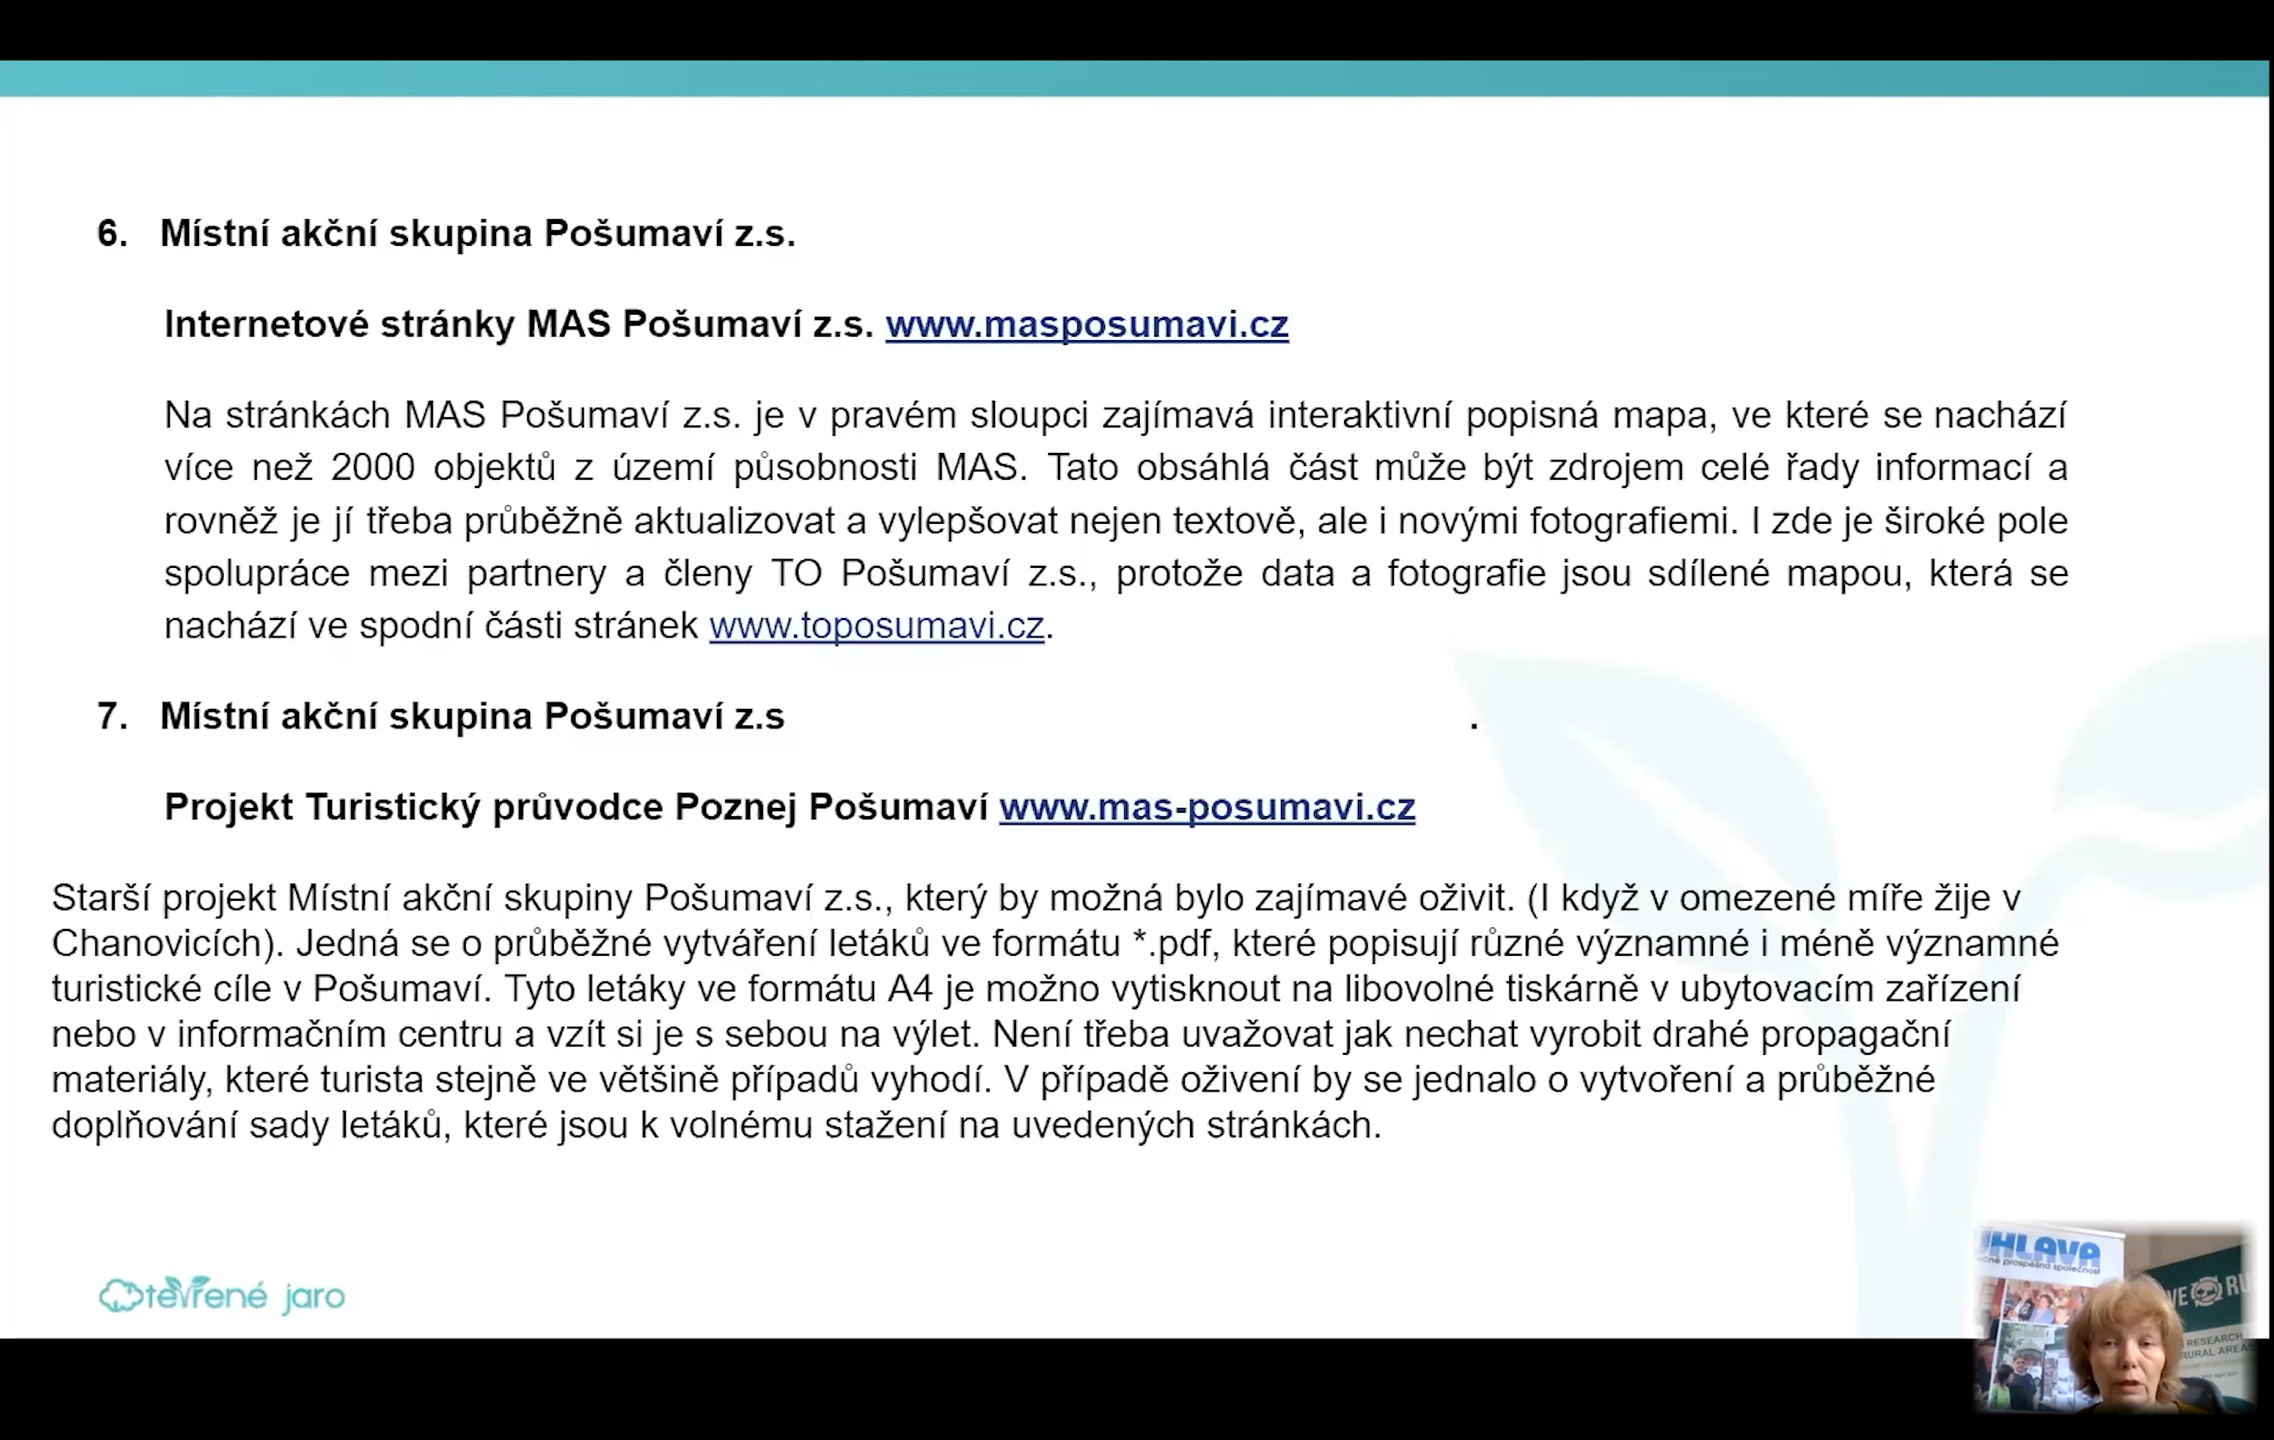 6. Místní akční skupina Pošumaví z.s.
Internetové stránky MAS Pošumaví z.s. www.masposumavi.cz
Na stránkách MAS Pošumaví z.s. je v pravém sloupci zajímavá interaktivní popisná mapa, ve které se nachází
více než 2000 objektů z území působnosti MAS. Tato obsáhlá část může být zdrojem celé řady informací a
rovněž je jí třeba průběžně aktualizovat a vylepšovat nejen textově, ale i novými fotografiemi. I zde je široké pole
spolupráce mezi partnery a členy TO Pošumaví z.s., protože data a fotografie jsou sdílené mapou, která se
nachází ve spodní části stránek www.toposumavi.cz.
7. Místní akční skupina Pošumaví z.s .
Projekt Turistický průvodce Poznej Pošumaví www.mas-posumavi.cz
Starší projekt Místní akční skupiny Pošumaví z.s., který by možná bylo zajímavé oživit. (I když v omezené míře žije v
Chanovicích). Jedná se o průběžné vytváření letáků ve formátu *.pdf, které popisují různé významné i méně významné
turistické cíle v Pošumaví. Tyto letáky ve formátu A4 je možno vytisknout na libovolné tiskárně v ubytovacím zařízení
nebo v informačním centru a vzít si je s sebou na výlet. Není třeba uvažovat jak nechat vyrobit drahé propagační
materiály, které turista stejně ve většině případů vyhodí. V případě oživení by se jednalo o vytvoření a průběžné
doplňování sady letáků, které jsou k volnému stažení na uvedených stránkách.
Otevřené jaro
ÚHLAVA
prospěšná společnost
RESEARCH
RURAL AREAS